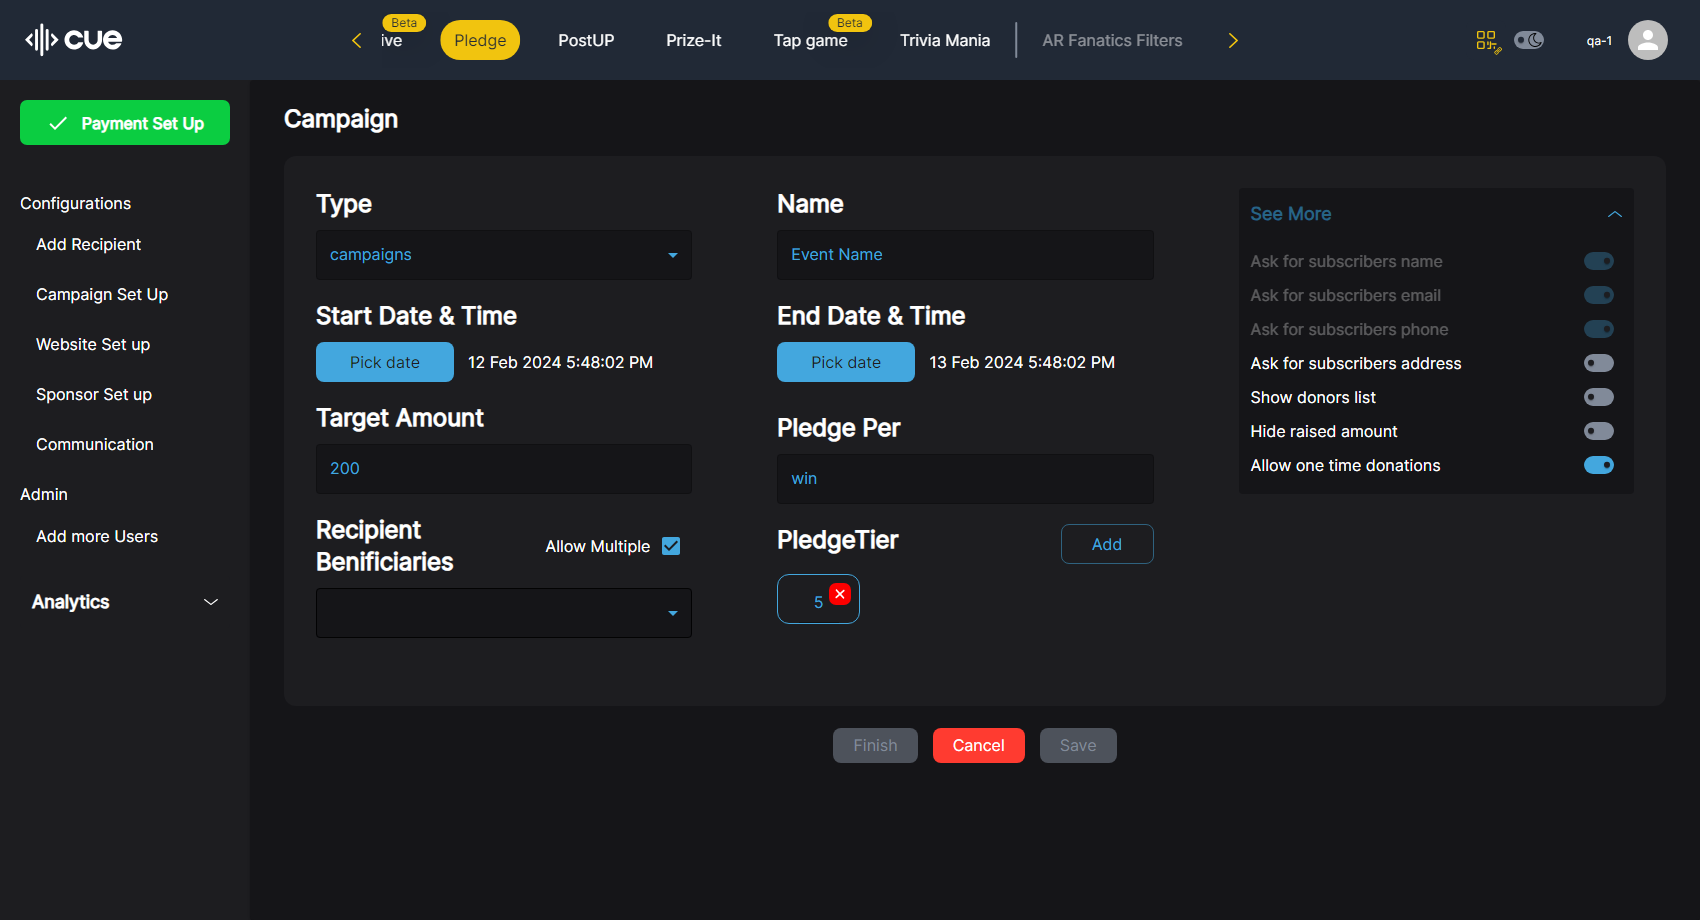 cue
Beta
ive
Pledge
PostUP
Prize-It
Beta
Tap game
Trivia Mania
AR Fanatics Filters
qa-1
Payment Set Up
Configurations
Add Recipient
Campaign Set Up
Website Set up
Sponsor Set up
Communication
Admin
Add more Users
Analytics
Campaign
Type
campaigns
Name
Event Name
Start Date & Time
Pick date 12 Feb 2024 5:48:02 PM
End Date & Time
Pick date 13 Feb 2024 5:48:02 PM
Target Amount
200
Pledge Per
win
Recipient
Benificiaries
Allow Multiple
PledgeTier
Add
5
See More
Ask for subscribers name
Ask for subscribers email
Ask for subscribers phone
Ask for subscribers address
Show donors list
Hide raised amount
Allow one time donations
Finish
Cancel
Save